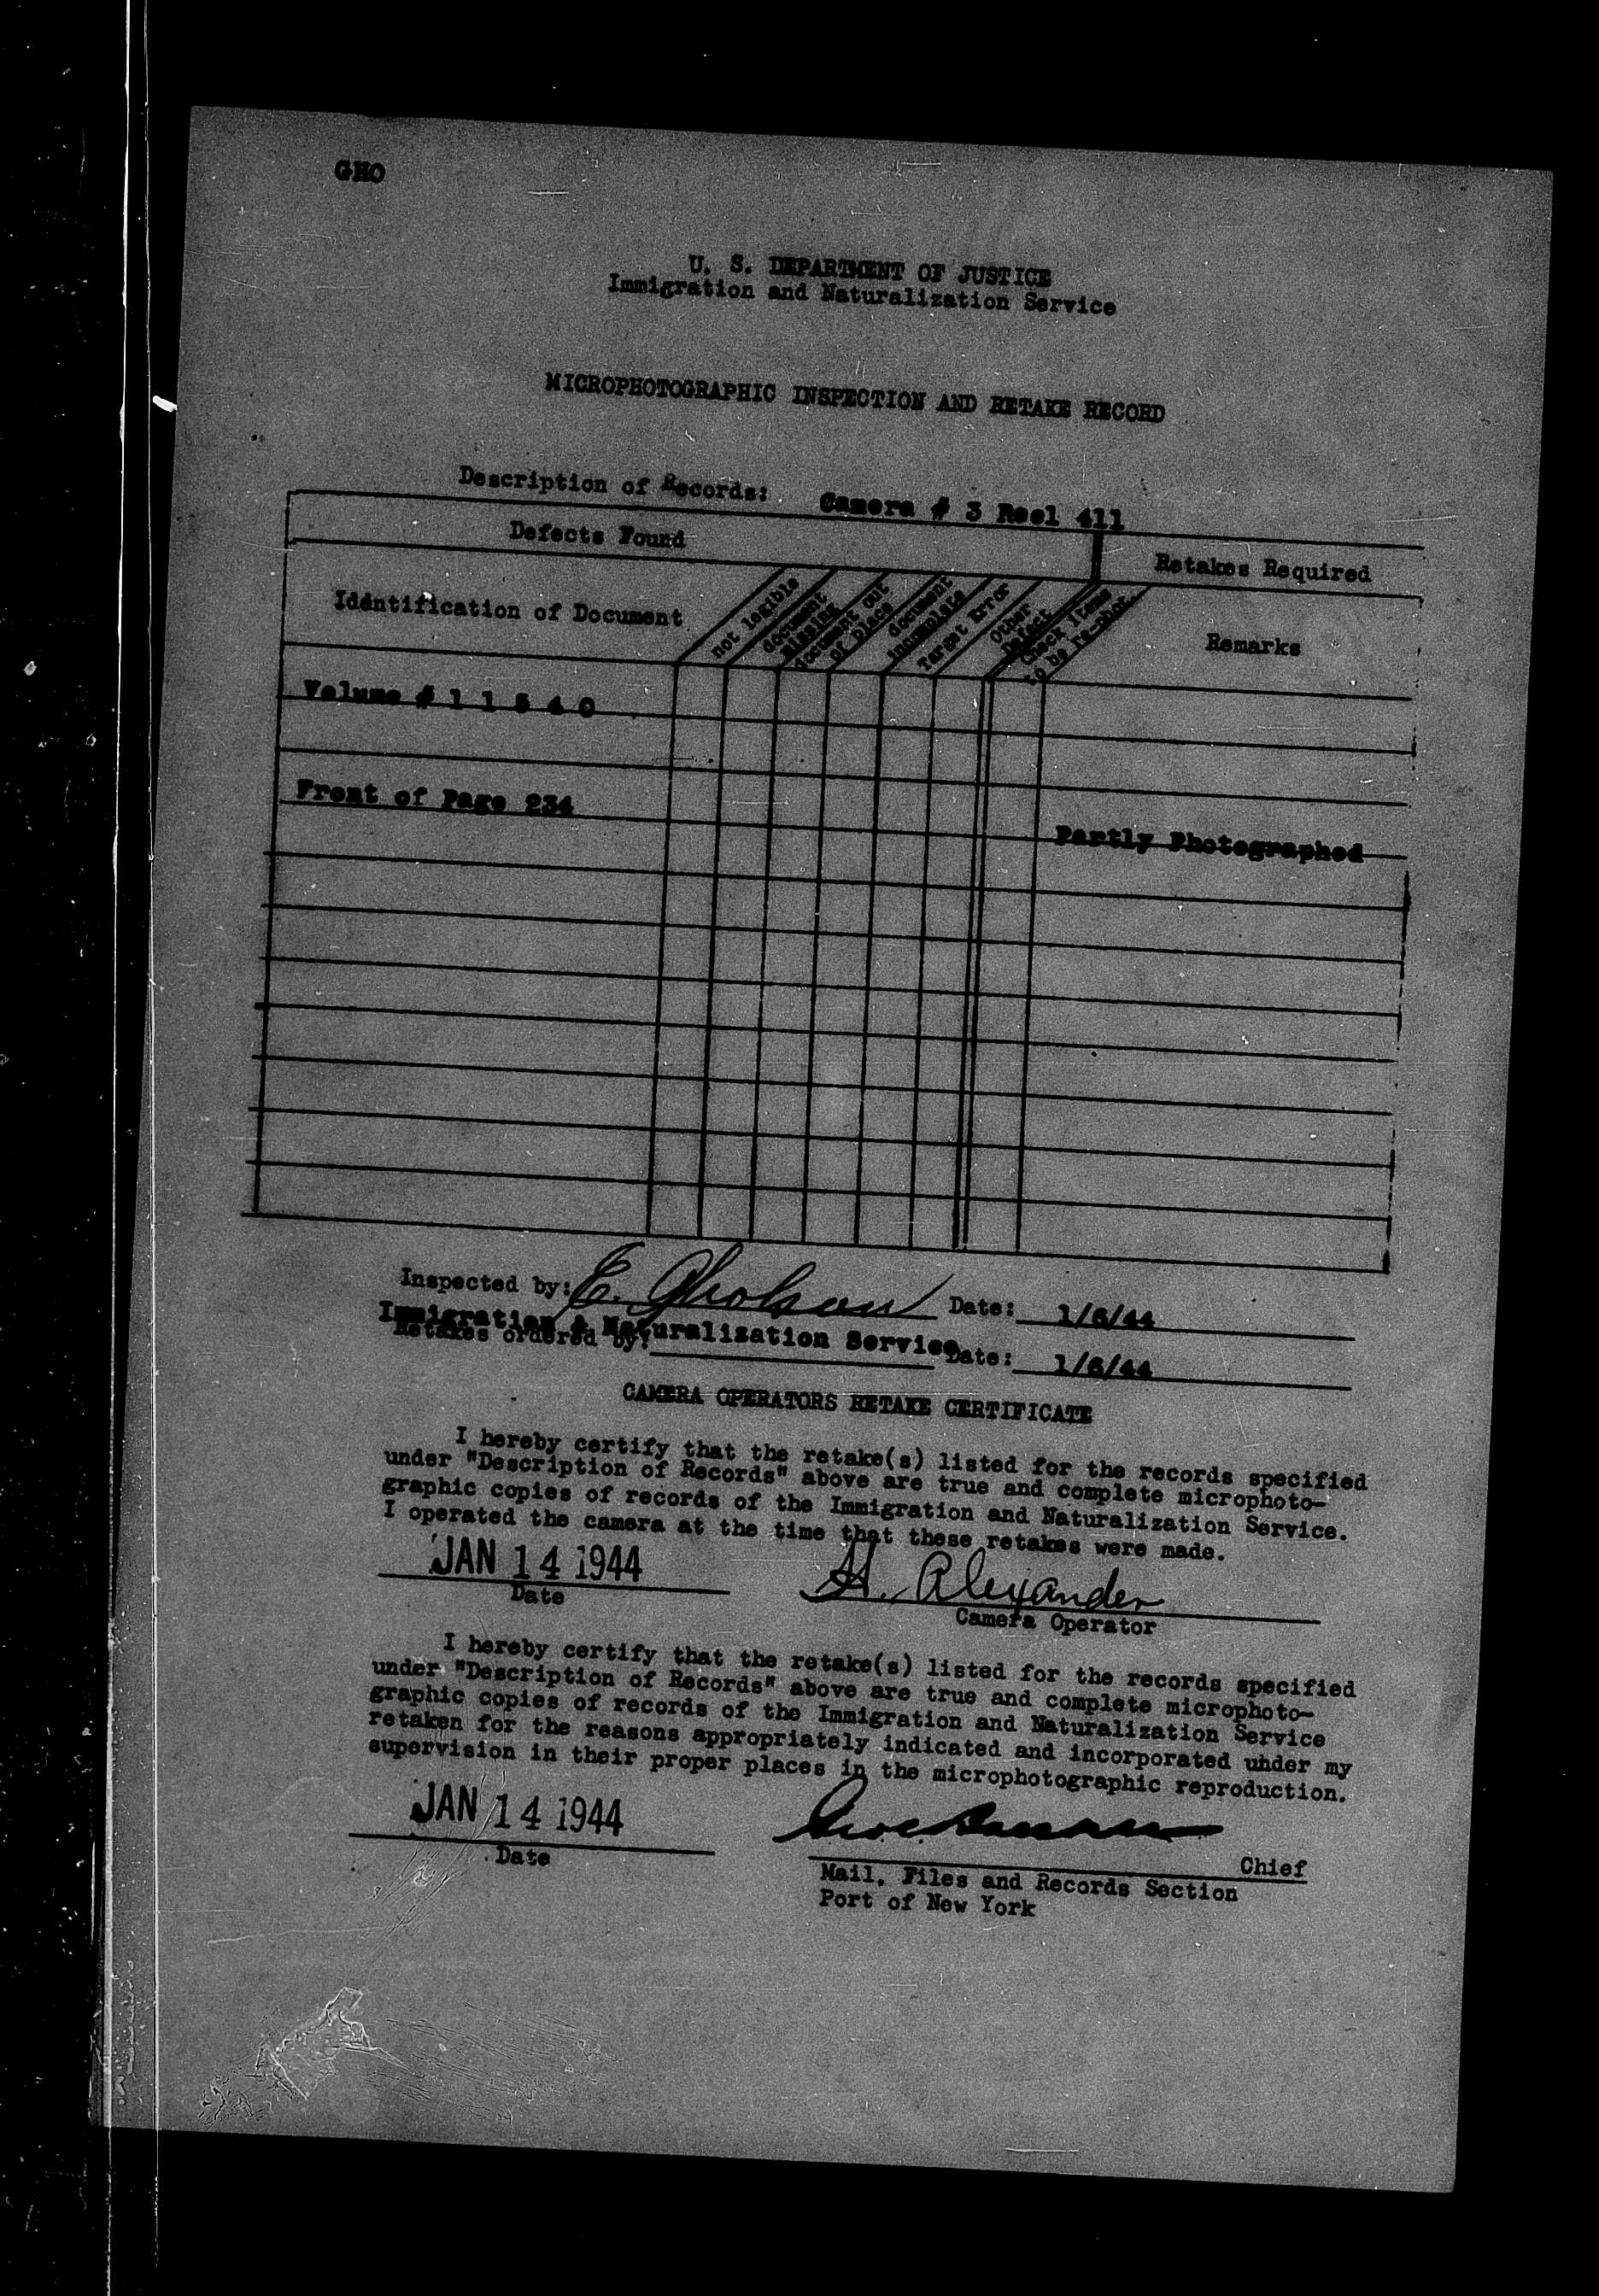 GHO
U. S. DEPARTMENT OF JUSTICE
Immigration and Naturalization Service
MICROPHOTOGRAPHIC INSPECTION AND RETAKE RECORD
Description of Records: Camera # 3 Reel 411
Defects Found
Retakes Required
Identification of Document
not legible
document missing
document out of place
document incomplete
Target Error
Other Defect
Check Items to be re-phot.
Remarks
Volume # 1 1 5 4 0
Front of Page 234
Partly Photographed
Inspected by: E. Gholson Date: 1/6/44
Immigration & Naturalization Service
Retakes ordered by: Date: 1/6/44
CAMERA OPERATORS RETAKE CERTIFICATE
I hereby certify that the retake(s) listed for the records specified
under "Description of Records" above are true and complete microphoto-
graphic copies of records of the Immigration and Naturalization Service.
I operated the camera at the time that these retakes were made.
JAN 14 1944 H. Alexander
Date Camera Operator
I hereby certify that the retake(s) listed for the records specified
under "Description of Records" above are true and complete microphoto-
graphic copies of records of the Immigration and Naturalization Service
retaken for the reasons appropriately indicated and incorporated under my
supervision in their proper places in the microphotographic reproduction.
JAN 14 1944
Date Chief
Mail, Files and Records Section
Port of New York